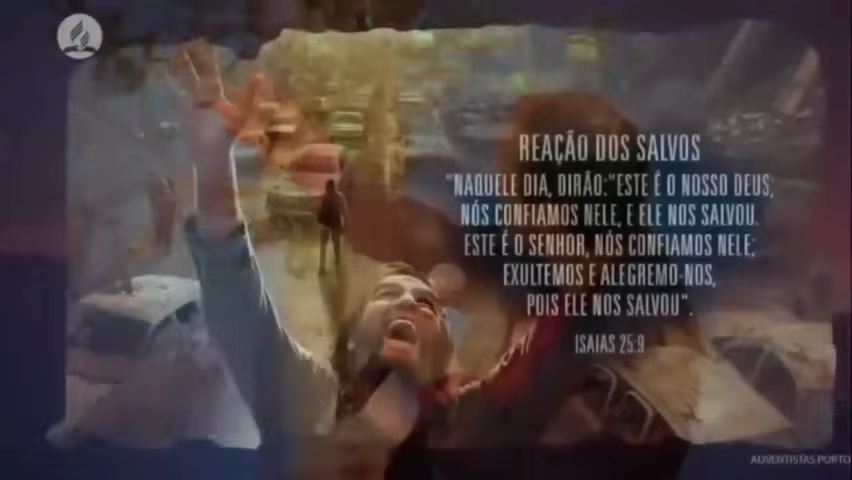 REAÇÃO DOS SALVOS
"NAQUELE DIA, DIRÃO:"ESTE É O NOSSO DEUS;
NÓS CONFIAMOS NELE, E ELE NOS SALVOU.
ESTE É O SENHOR, NÓS CONFIAMOS NELE;
EXULTEMOS E ALEGREMO-NOS,
POIS ELE NOS SALVOU".
ISAIAS 25:9
ADVENTISTAS PORTO